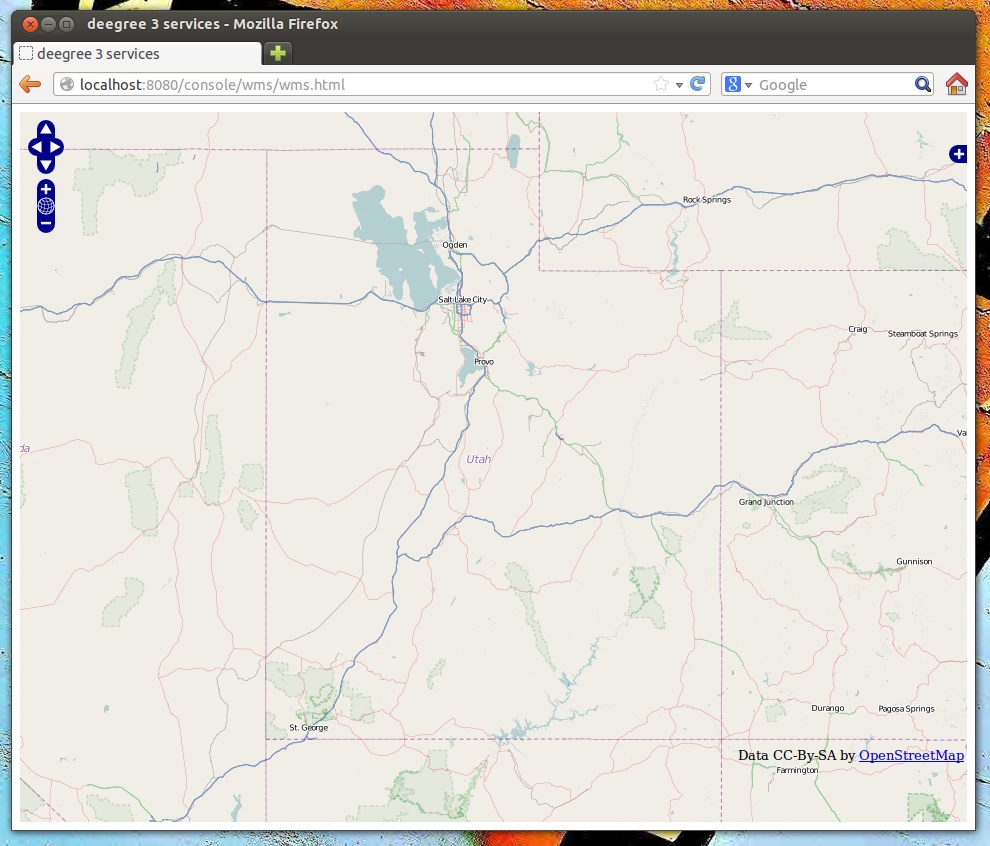 deegree 3 services - Mozilla Firefox
deegree 3 services
localhost:8080/console/wms/wms.html
Google
Rock Springs
Ogden
Salt Lake City
Craig
Steamboat Springs
Provo
Va
da
Utah
Grand Junction
Gunnison
Durango
Pagosa Springs
St. George
Data CC-By-SA by OpenStreetMap
Farmington